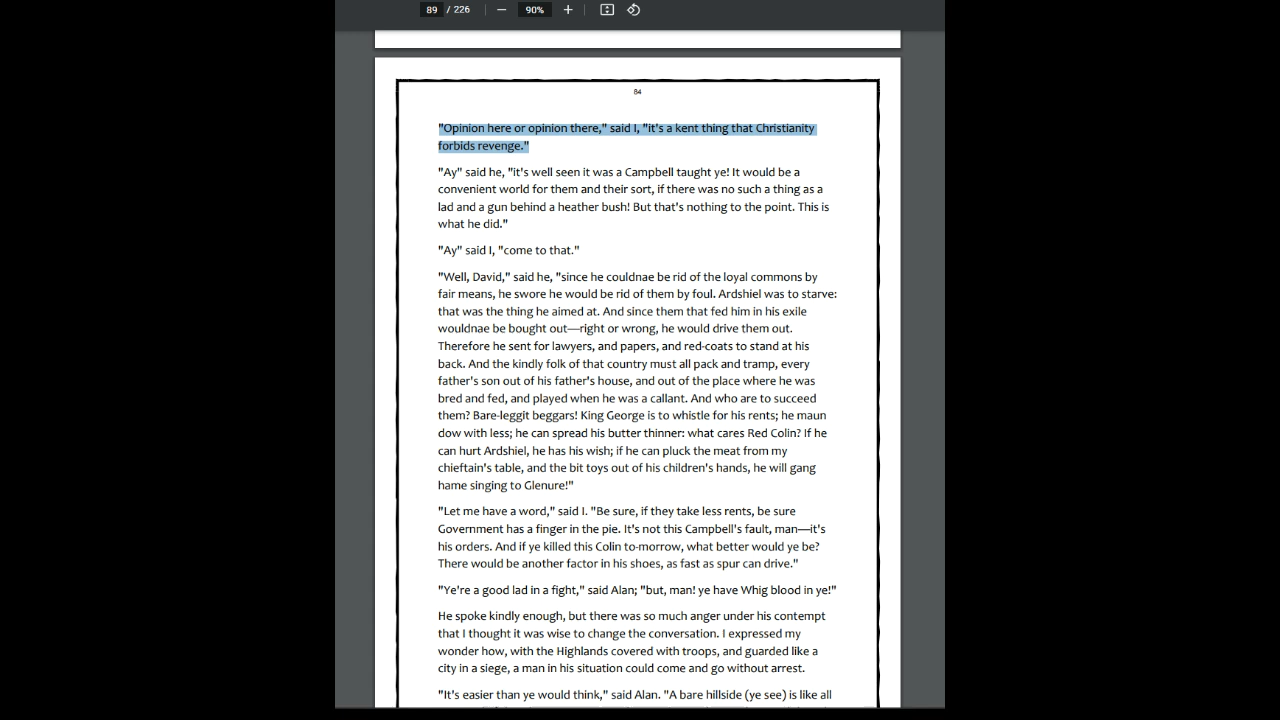 89 / 226 — 90% +
84
"Opinion here or opinion there," said I, "it's a kent thing that Christianity
forbids revenge."
"Ay" said he, "it's well seen it was a Campbell taught ye! It would be a
convenient world for them and their sort, if there was no such a thing as a
lad and a gun behind a heather bush! But that's nothing to the point. This is
what he did."
"Ay" said I, "come to that."
"Well, David," said he, "since he couldnae be rid of the loyal commons by
fair means, he swore he would be rid of them by foul. Ardshiel was to starve:
that was the thing he aimed at. And since them that fed him in his exile
wouldnae be bought out—right or wrong, he would drive them out.
Therefore he sent for lawyers, and papers, and red-coats to stand at his
back. And the kindly folk of that country must all pack and tramp, every
father's son out of his father's house, and out of the place where he was
bred and fed, and played when he was a callant. And who are to succeed
them? Bare-leggit beggars! King George is to whistle for his rents; he maun
dow with less; he can spread his butter thinner: what cares Red Colin? If he
can hurt Ardshiel, he has his wish; if he can pluck the meat from my
chieftain's table, and the bit toys out of his children's hands, he will gang
hame singing to Glenure!"
"Let me have a word," said I. "Be sure, if they take less rents, be sure
Government has a finger in the pie. It's not this Campbell's fault, man—it's
his orders. And if ye killed this Colin to-morrow, what better would ye be?
There would be another factor in his shoes, as fast as spur can drive."
"Ye're a good lad in a fight," said Alan; "but, man! ye have Whig blood in ye!"
He spoke kindly enough, but there was so much anger under his contempt
that I thought it was wise to change the conversation. I expressed my
wonder how, with the Highlands covered with troops, and guarded like a
city in a siege, a man in his situation could come and go without arrest.
"It's easier than ye would think," said Alan. "A bare hillside (ye see) is like all